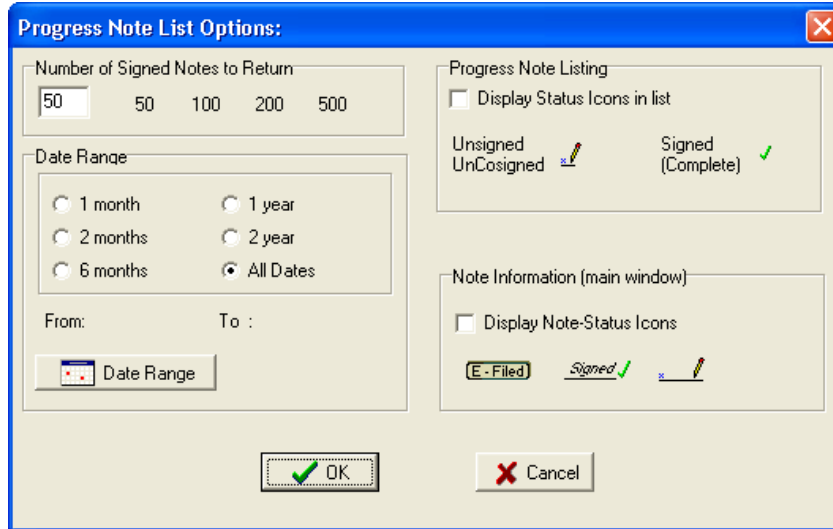 Progress Note List Options:
Number of Signed Notes to Return
50 50 100 200 500
Date Range
1 month
1 year
2 months
2 year
6 months
All Dates
From: To :
Date Range
Progress Note Listing
Display Status Icons in list
Unsigned
UnCosigned
Signed
(Complete)
Note Information (main window)
Display Note-Status Icons
E - Filed
Signed
x
OK
Cancel